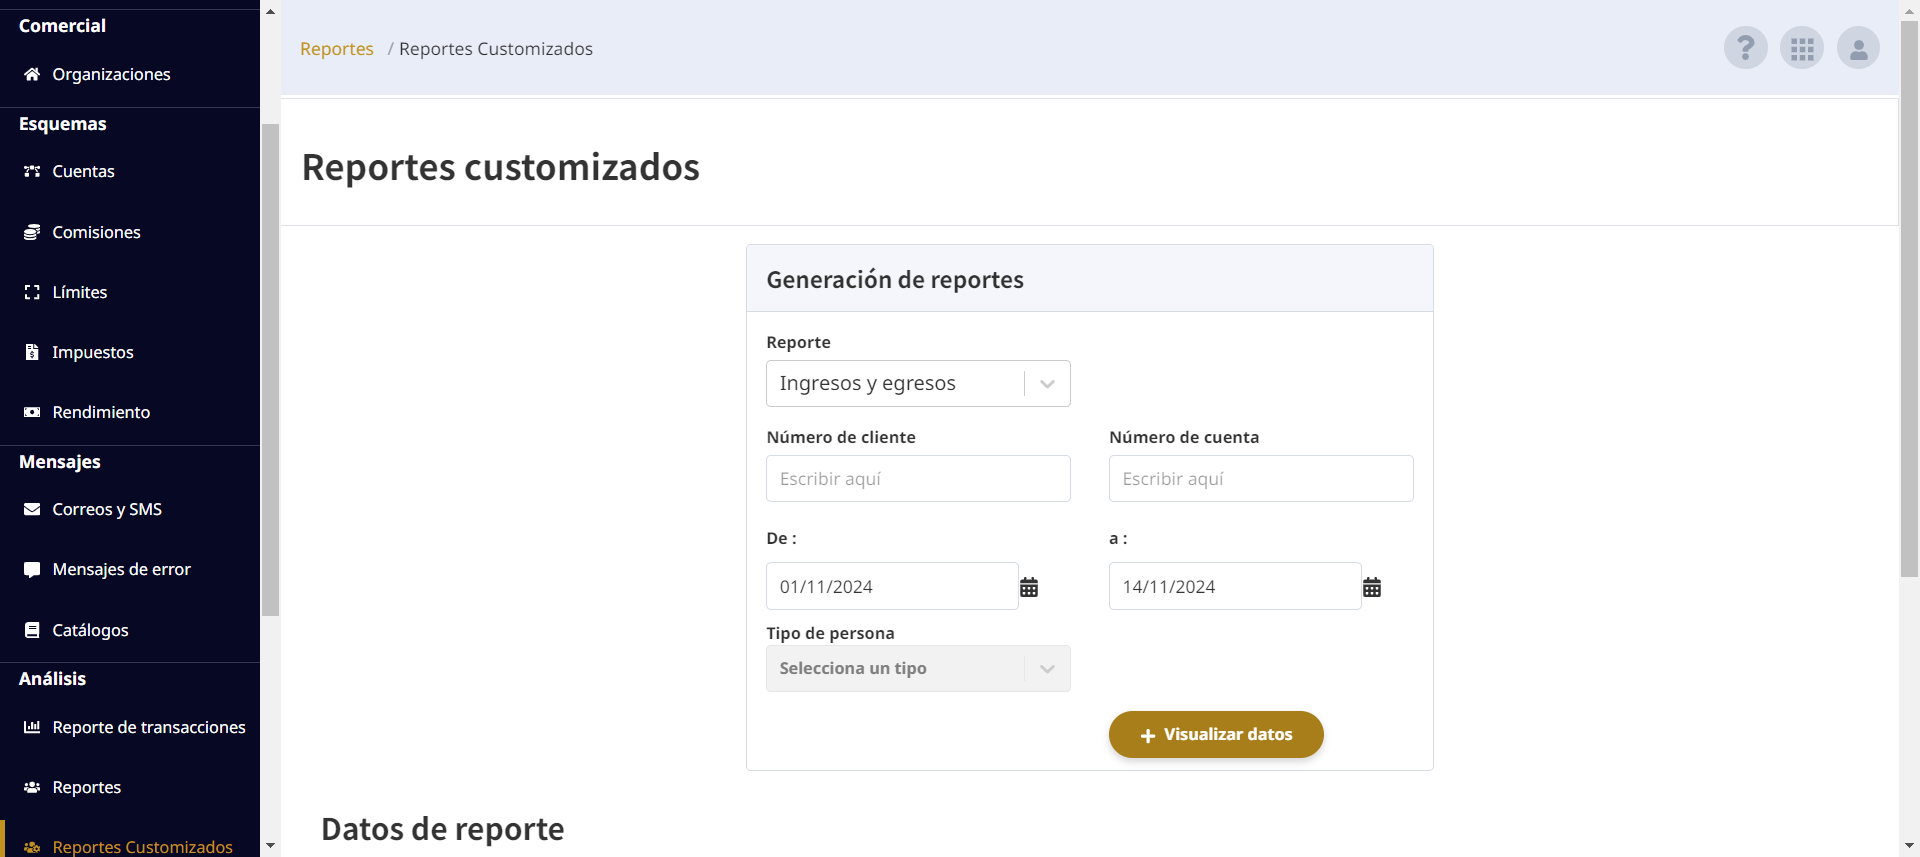 Comercial
Organizaciones
Esquemas
Cuentas
Comisiones
Límites
Impuestos
Rendimiento
Mensajes
Correos y SMS
Mensajes de error
Catálogos
Análisis
Reporte de transacciones
Reportes
Reportes Customizados
Reportes / Reportes Customizados
Reportes customizados
Generación de reportes
Reporte
Ingresos y egresos
Número de cliente
Número de cuenta
Escribir aquí
Escribir aquí
De :
a :
01/11/2024
14/11/2024
Tipo de persona
Selecciona un tipo
Visualizar datos
Datos de reporte